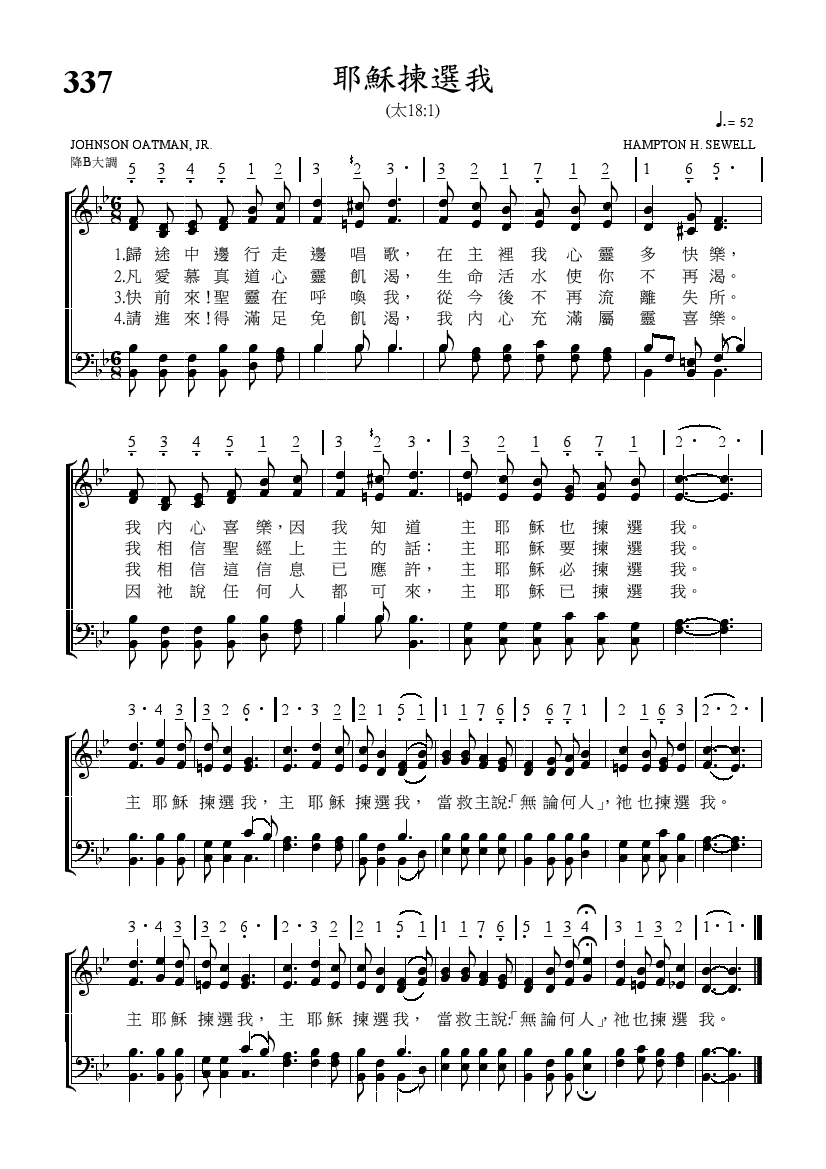 337
耶穌揀選我
(太18:1)
♩.= 52
JOHNSON OATMAN, JR.
HAMPTON H. SEWELL
降B大調
5 3 4 5 1 2 | 3 2 3 · | 3 2 1 7 1 2 | 1 6 5 · |
1.歸途中邊行走邊唱歌，在主裡我心靈多快樂，
2.凡愛慕真道心靈飢渴，生命活水使你不再渴。
3.快前來！聖靈在呼喚我，從今後不再流離失所。
4.請進來！得滿足免飢渴，我內心充滿屬靈喜樂。
5 3 4 5 1 2 | 3 2 3 · | 3 2 1 6 7 1 | 2 · 2 · |
我內心喜樂，因我知道主耶穌也揀選我。
我相信聖經上主的話：主耶穌要揀選我。
我相信這信息已應許，主耶穌必揀選我。
因祂說任何人都可來，主耶穌已揀選我。
3 · 4 3 | 3 2 6 · | 2 · 3 2 | 2 1 5 1 | 1 1 7 6 | 5 6 7 1 | 2 1 6 3 | 2 · 2 · |
主耶穌揀選我，主耶穌揀選我，當救主說:「無論何人」，祂也揀選我。
3 · 4 3 | 3 2 6 · | 2 · 3 2 | 2 1 5 1 | 1 1 7 6 | 5 1 3 4 | 3 1 3 2 | 1 · 1 · |
主耶穌揀選我，主耶穌揀選我，當救主說:「無論何人」，祂也揀選我。